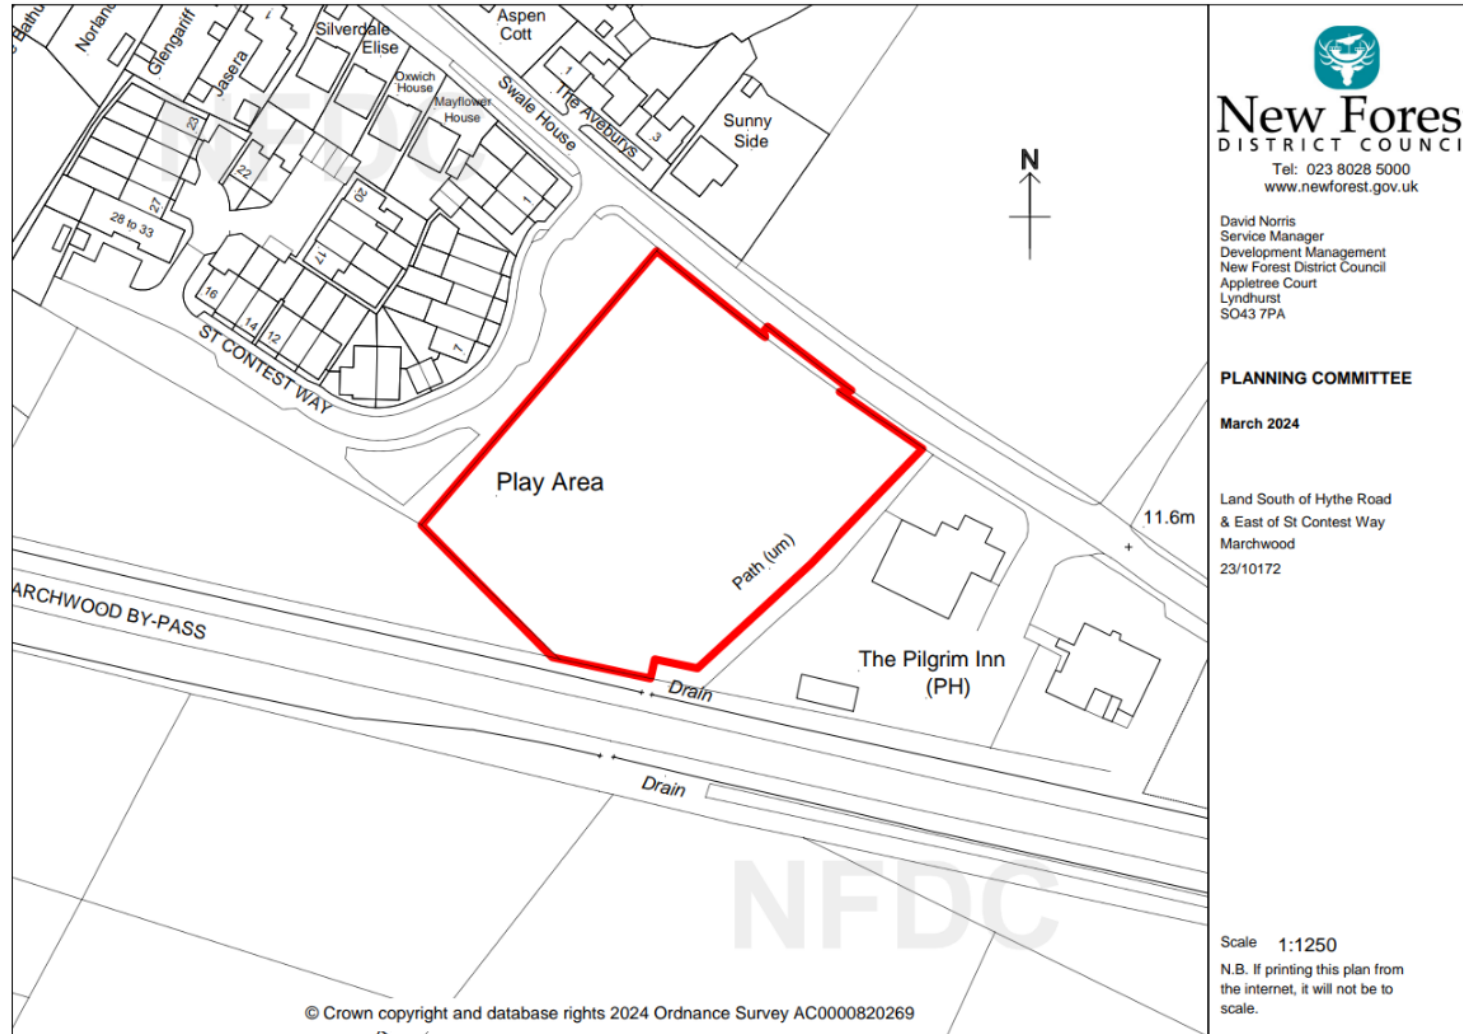 Norlan
Glengariff
Jasera
Silverdale
Elise
Oxwich
House
Mayflower
House
Aspen
Cott
Swale House
1
The Aveburys
3
Sunny
Side
NFDC
23
22
27
28 to 33
20
17
1
16
14
12
7
ST CONTEST WAY
N
Play Area
Path (um)
11.6m
ARCHWOOD BY-PASS
The Pilgrim Inn
(PH)
Drain
Drain
NFDC
© Crown copyright and database rights 2024 Ordnance Survey AC0000820269
New Fores
DISTRICT COUNCI
Tel: 023 8028 5000
www.newforest.gov.uk
David Norris
Service Manager
Development Management
New Forest District Council
Appletree Court
Lyndhurst
SO43 7PA
PLANNING COMMITTEE
March 2024
Land South of Hythe Road
& East of St Contest Way
Marchwood
23/10172
Scale 1:1250
N.B. If printing this plan from
the internet, it will not be to
scale.